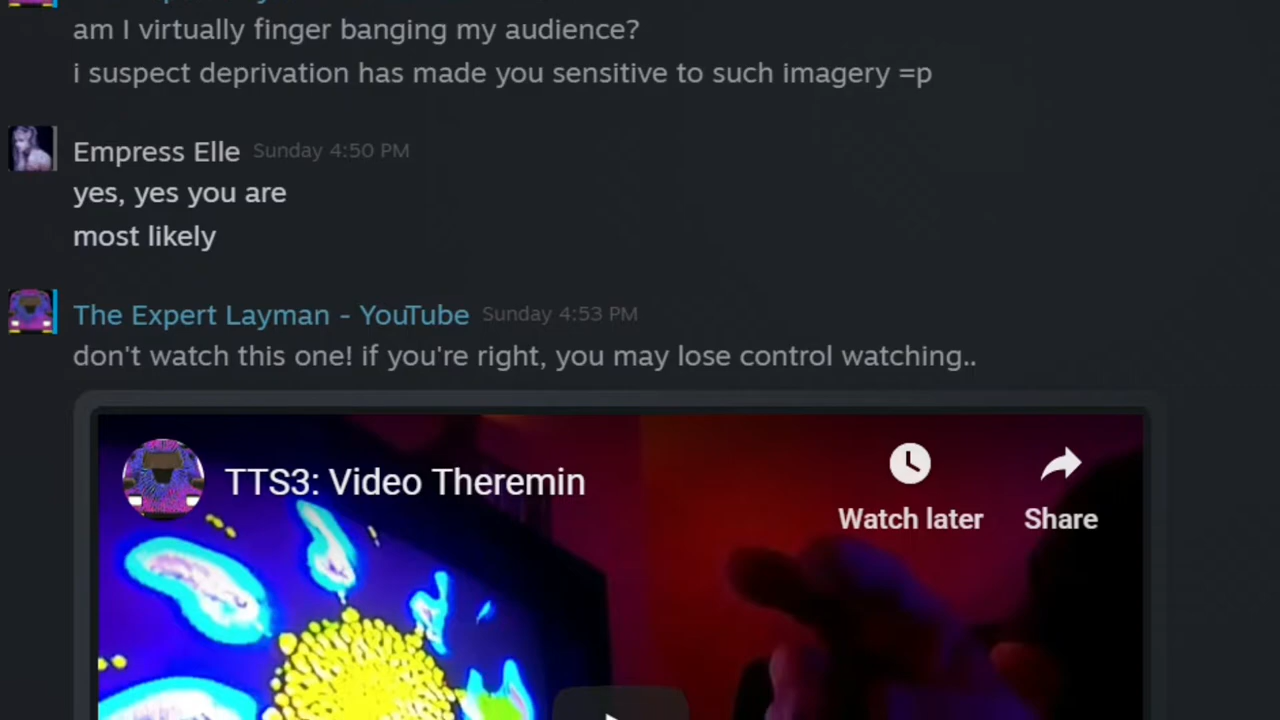 am I virtually finger banging my audience?
i suspect deprivation has made you sensitive to such imagery =p
Empress Elle Sunday 4:50 PM
yes, yes you are
most likely
The Expert Layman - YouTube Sunday 4:53 PM
don't watch this one! if you're right, you may lose control watching..
TTS3: Video Theremin
Watch later
Share